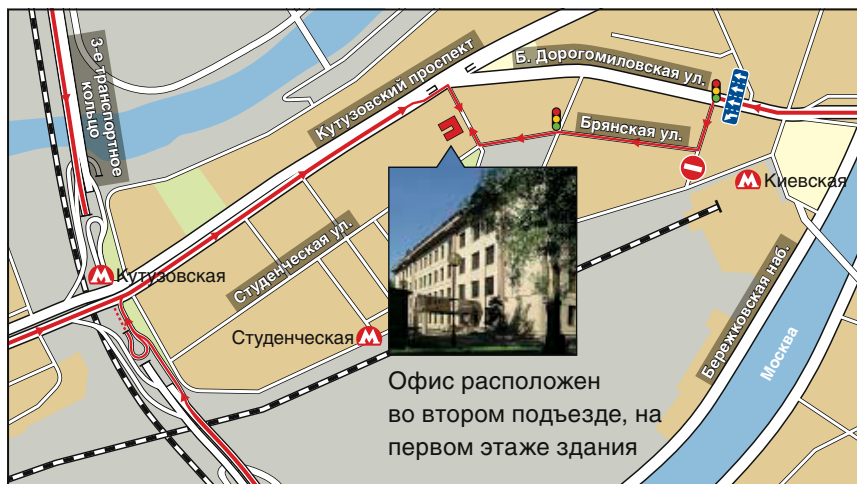 3-е транспортное
кольцо
Кутузовский проспект
Б. Дорогомиловская ул.
Брянская ул.
Киевская
Студенческая ул.
Кутузовская
Студенческая
Бережковская наб.
Москва
Офис расположен
во втором подъезде, на
первом этаже здания